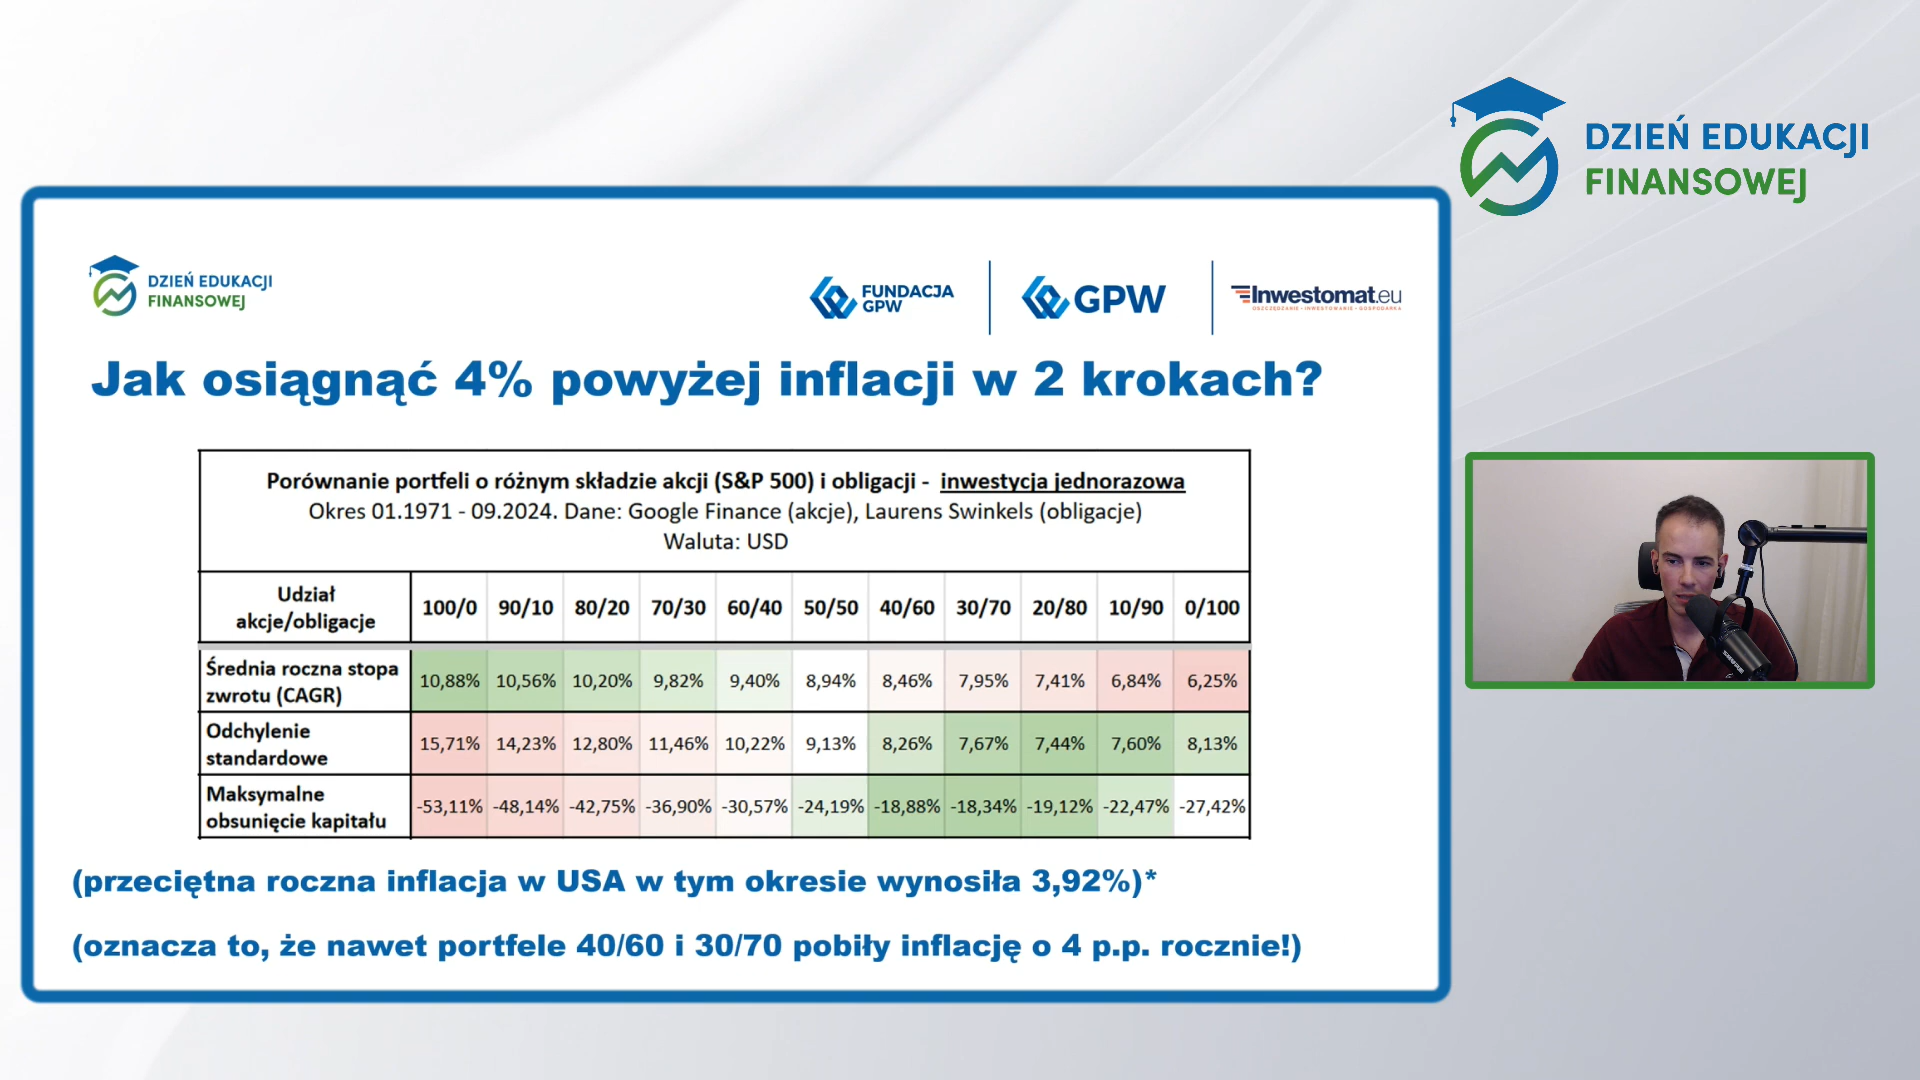 DZIEŃ EDUKACJI
FINANSOWEJ
DZIEŃ EDUKACJI
FINANSOWEJ
FUNDACJA
GPW
GPW
Inwestomat.eu
OSZCZĘDZANIE • INWESTOWANIE • GOSPODARKA
Jak osiągnąć 4% powyżej inflacji w 2 krokach?
Porównanie portfeli o różnym składzie akcji (S&P 500) i obligacji - inwestycja jednorazowa
Okres 01.1971 - 09.2024. Dane: Google Finance (akcje), Laurens Swinkels (obligacje)
Waluta: USD
Udział
akcje/obligacje
100/0 90/10 80/20 70/30 60/40 50/50 40/60 30/70 20/80 10/90 0/100
Średnia roczna stopa
zwrotu (CAGR)
10,88% 10,56% 10,20% 9,82% 9,40% 8,94% 8,46% 7,95% 7,41% 6,84% 6,25%
Odchylenie
standardowe
15,71% 14,23% 12,80% 11,46% 10,22% 9,13% 8,26% 7,67% 7,44% 7,60% 8,13%
Maksymalne
obsunięcie kapitału
-53,11% -48,14% -42,75% -36,90% -30,57% -24,19% -18,88% -18,34% -19,12% -22,47% -27,42%
(przeciętna roczna inflacja w USA w tym okresie wynosiła 3,92%)*
(oznacza to, że nawet portfele 40/60 i 30/70 pobiły inflację o 4 p.p. rocznie!)
SHURE